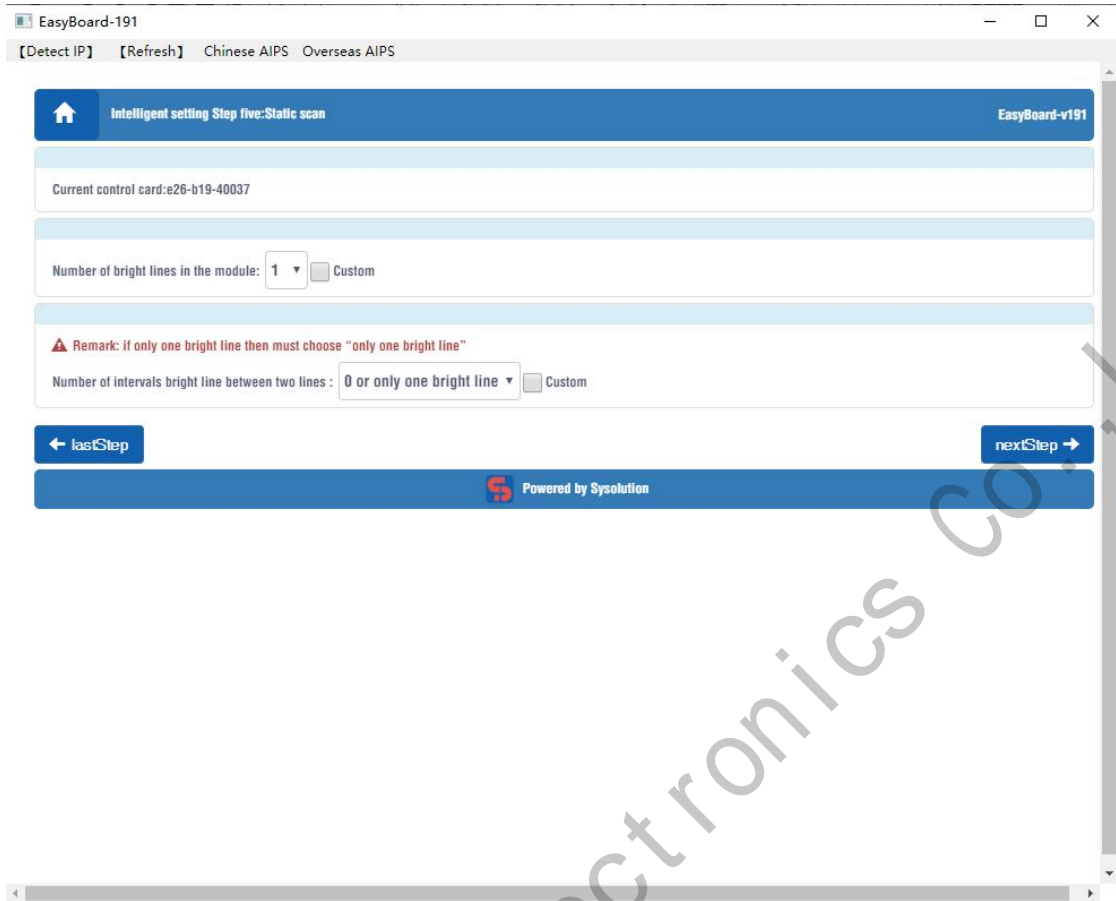 EasyBoard-191
【Detect IP】 【Refresh】 Chinese AIPS Overseas AIPS
Intelligent setting Step five:Static scan EasyBoard-v191
Current control card:e26-b19-40037
Number of bright lines in the module: 1 Custom
Remark: if only one bright line then must choose “only one bright line”
Number of intervals bright line between two lines : 0 or only one bright line Custom
lastStep nextStep
Powered by Sysolution
ctronics Co.,